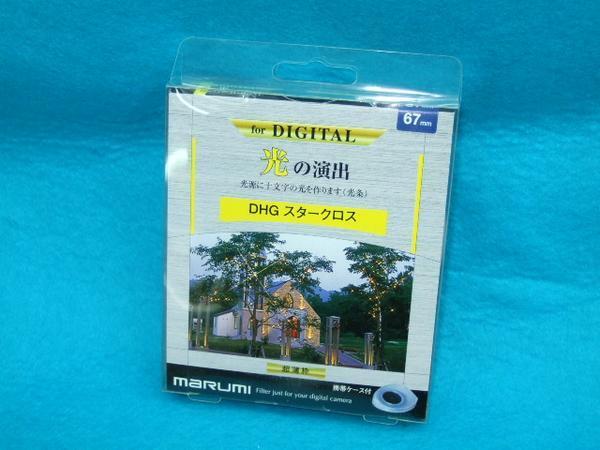 67mm
for DIGITAL
光の演出
光源に十文字の光を作ります(光条)
DHG スタークロス
超薄枠
marumi
Filter just for your digital camera
携帯ケース付